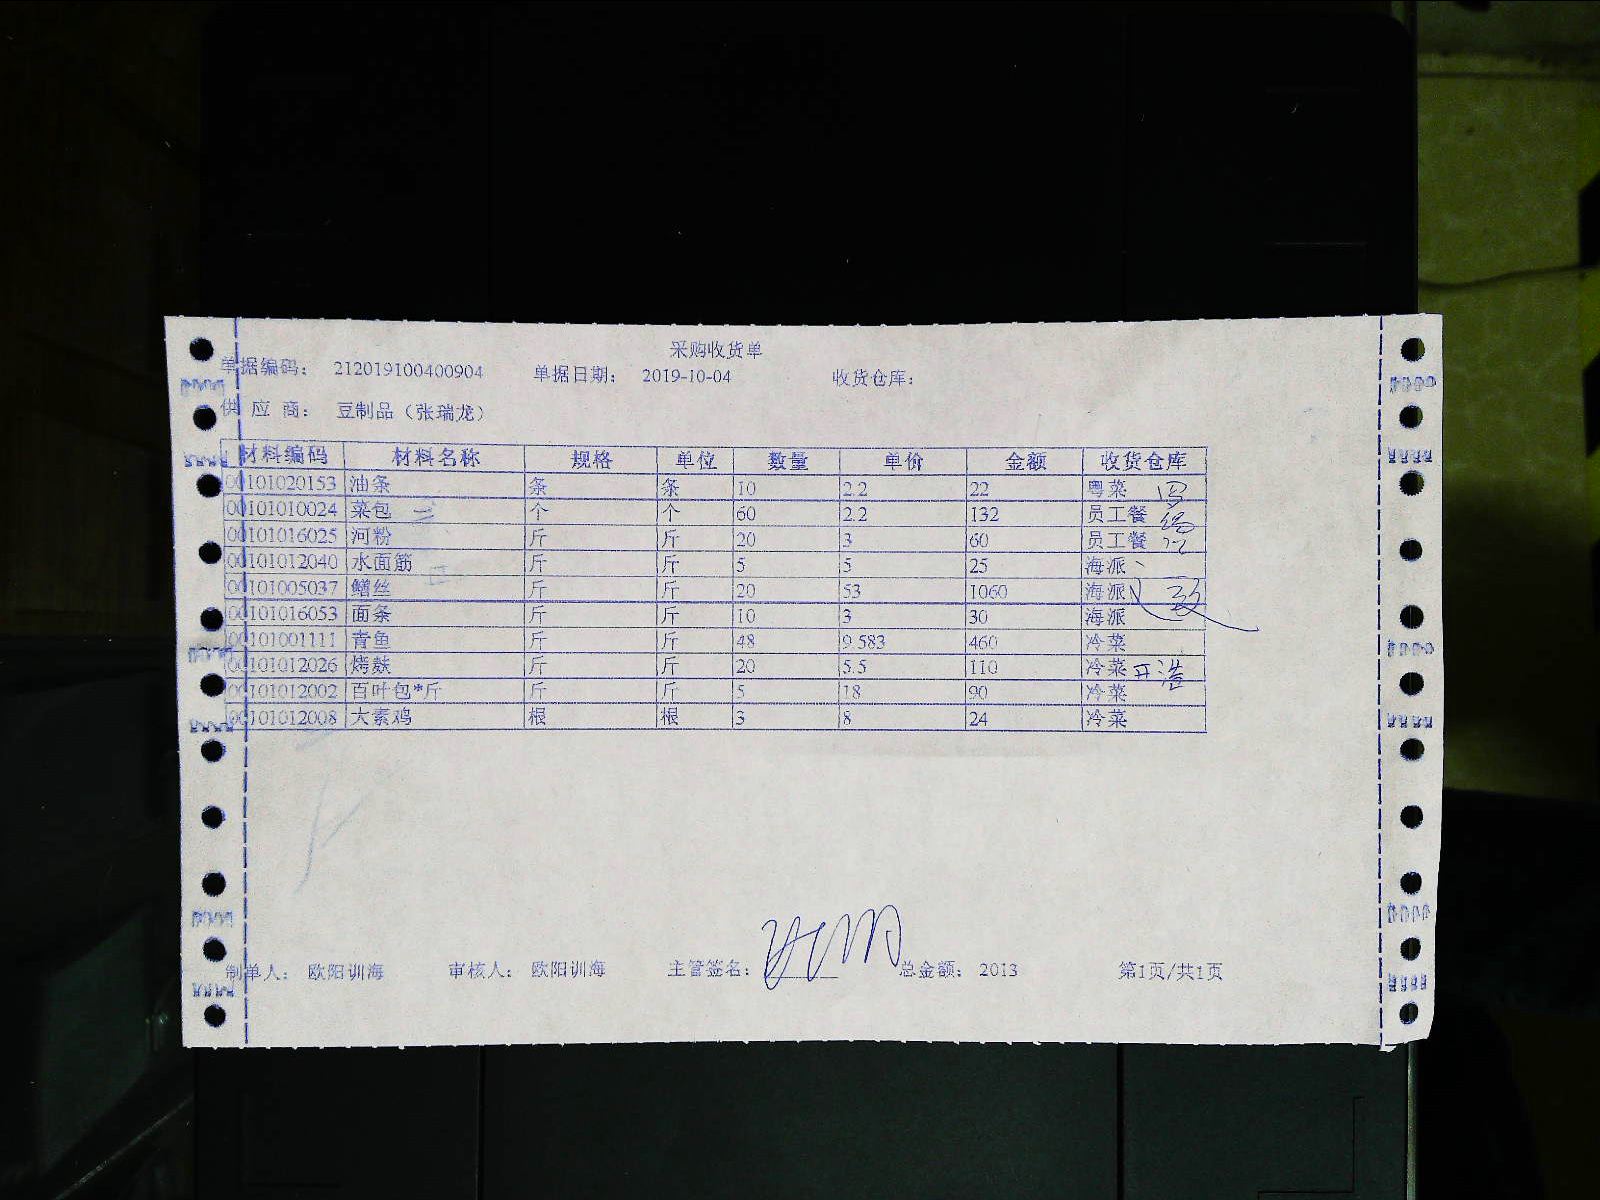 采购收货单
单据编码： 212019100400904 单据日期： 2019-10-04 收货仓库：
供 应 商： 豆制品（张瑞龙）
材料编码 材料名称 规格 单位 数量 单价 金额 收货仓库
00101020153 油条 条 条 10 2.2 22 粤菜
00101010024 菜包 个 个 60 2.2 132 员工餐
00101016025 河粉 斤 斤 20 3 60 员工餐
00101012040 水面筋 斤 斤 5 5 25 海派
00101005037 鳝丝 斤 斤 20 53 1060 海派
00101016053 面条 斤 斤 10 3 30 海派
00101001111 青鱼 斤 斤 48 9.583 460 冷菜
00101012026 烤麸 斤 斤 20 5.5 110 冷菜
00101012002 百叶包*斤 斤 斤 5 18 90 冷菜
00101012008 大素鸡 根 根 3 8 24 冷菜
制单人： 欧阳训海 审核人： 欧阳训海 主管签名： 总金额： 2013 第1页/共1页